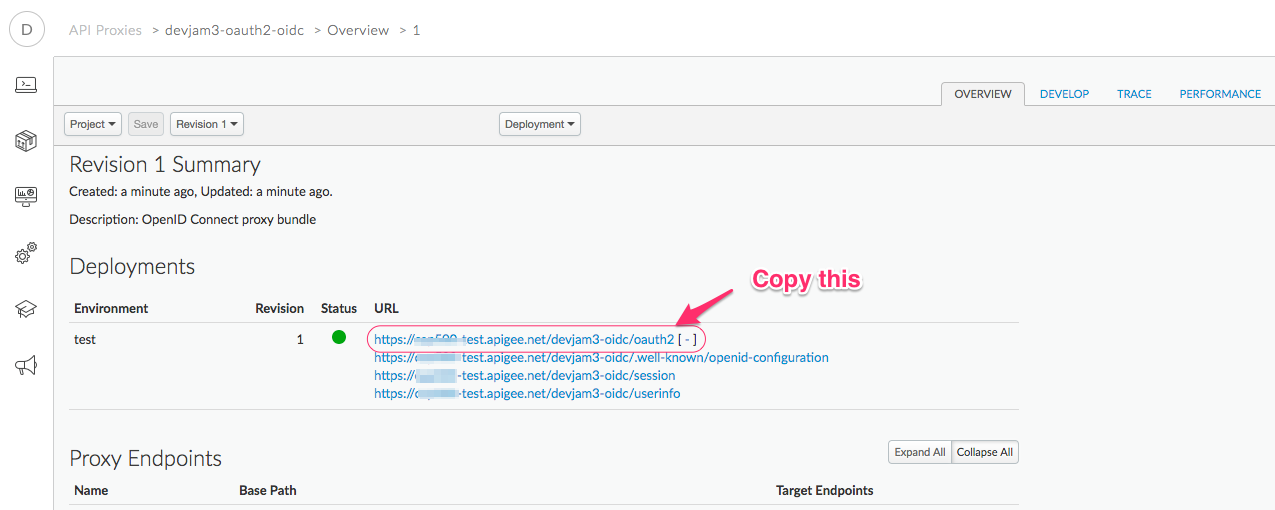 D
API Proxies > devjam3-oauth2-oidc > Overview > 1
OVERVIEW DEVELOP TRACE PERFORMANCE
Project Save Revision 1 Deployment
Revision 1 Summary
Created: a minute ago, Updated: a minute ago.
Description: OpenID Connect proxy bundle
Deployments
Copy this
Environment Revision Status URL
test 1 https:// -test.apigee.net/devjam3-oidc/oauth2 [ - ]
https:// -test.apigee.net/devjam3-oidc/.well-known/openid-configuration
https:// -test.apigee.net/devjam3-oidc/session
https:// -test.apigee.net/devjam3-oidc/userinfo
Proxy Endpoints
Expand All Collapse All
Name Base Path Target Endpoints